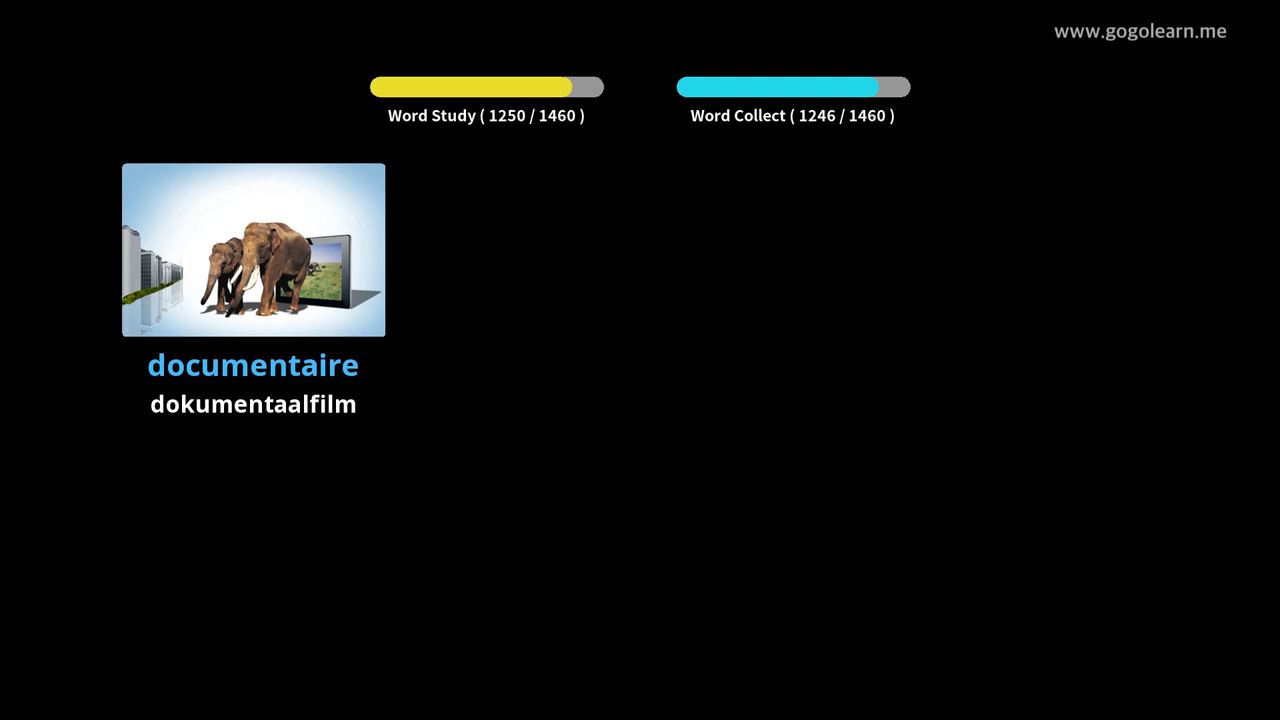 www.gogolearn.me
Word Study ( 1250 / 1460 )
Word Collect ( 1246 / 1460 )
documentaire
dokumentaalfilm